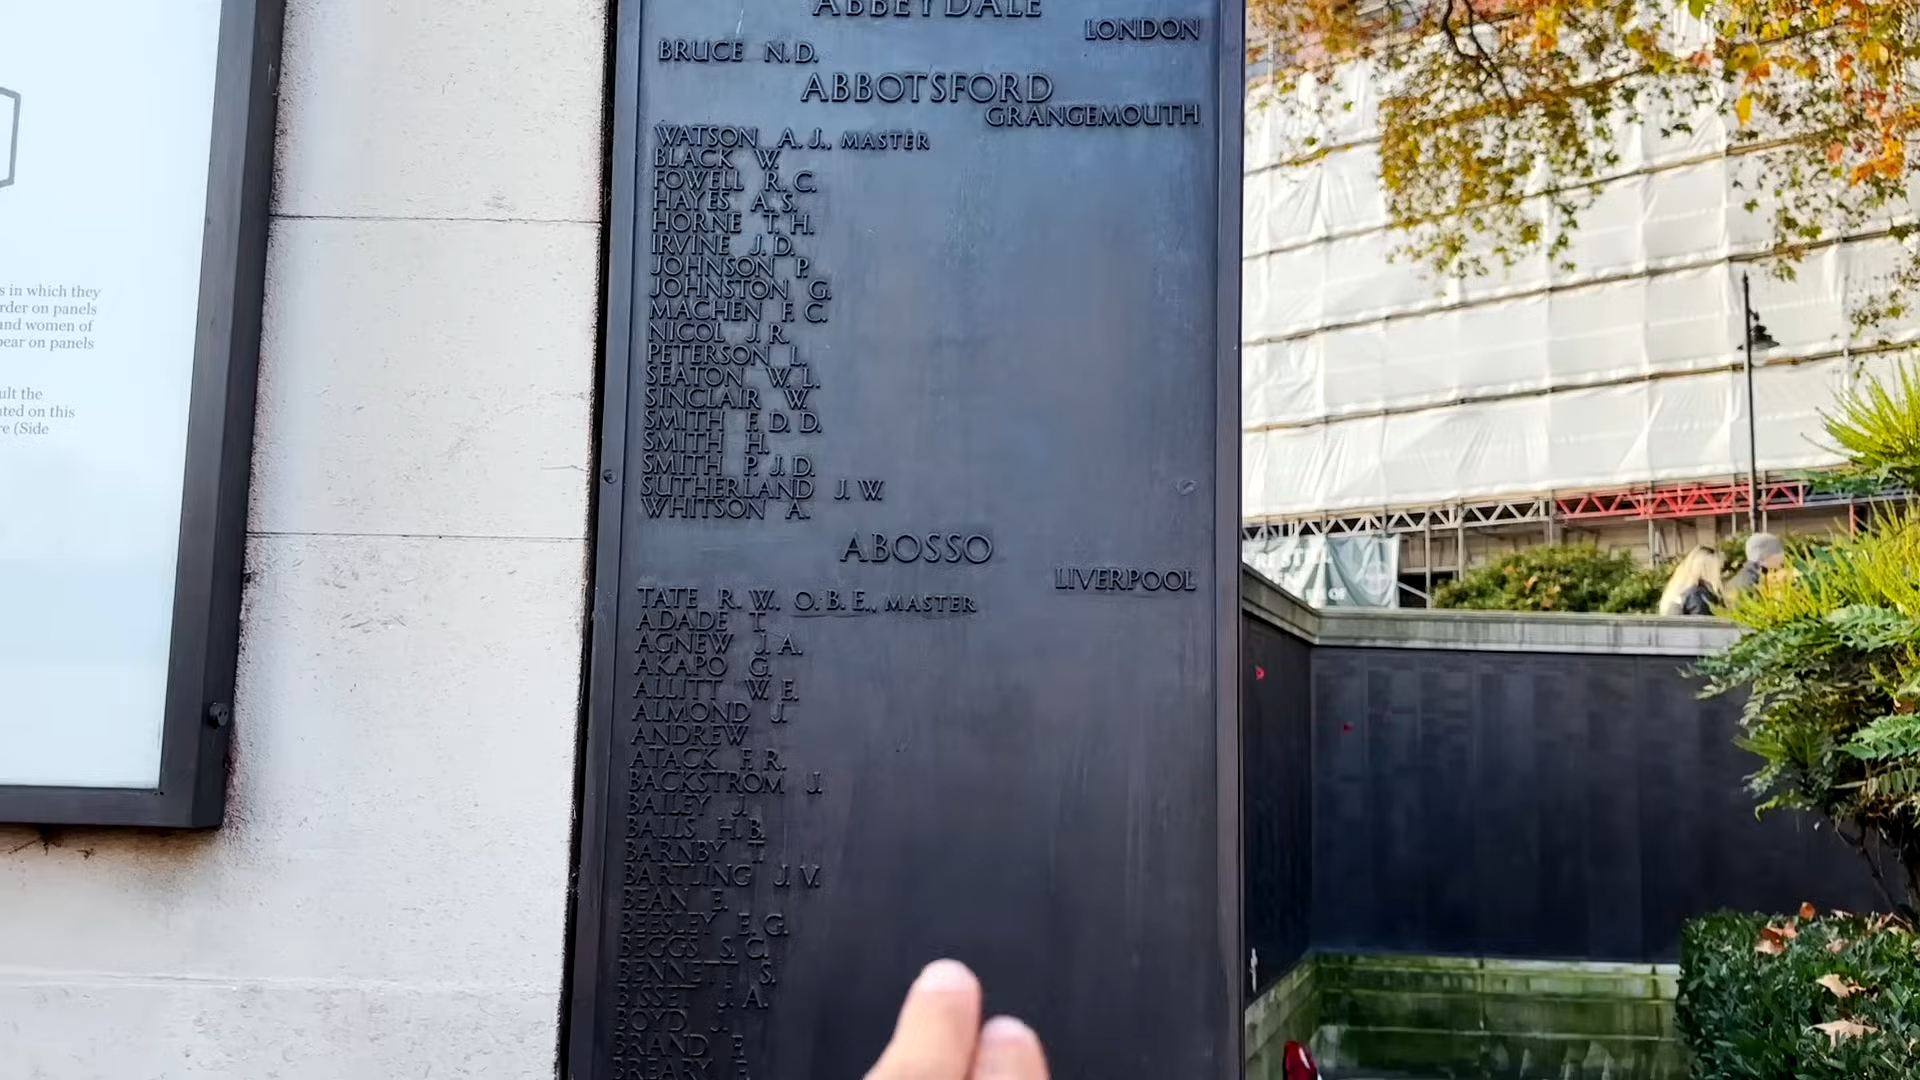 s in which they
rder on panels
and women of
pear on panels
ult the
ated on this
re (Side
ABBEYDALE
LONDON
BRUCE N.D.
ABBOTSFORD
GRANGEMOUTH
WATSON A.J., MASTER
BLACK W.
FOWELL R.C.
HAYES A.S.
HORNE T.H.
IRVINE J.D.
JOHNSON P.
JOHNSTON G.
MACHEN F.C.
NICOL J.R.
PETERSON L.
SEATON W.L.
SINCLAIR W.
SMITH F.D.D.
SMITH H.
SMITH P.J.D.
SUTHERLAND J.W.
WHITSON A.
ABOSSO
LIVERPOOL
TATE R.W., O.B.E., MASTER
ADADE T.
AGNEW J.A.
AKAPO G.
ALLITT W.E.
ALMOND J.
ANDREW
ATACK F.R.
BACKSTROM J.
BAILEY J.
BALLS H.B.
BARNBY T.
BARTLING J.V.
BEAN E.
BEESLEY E.G.
BEGGS S.C.
BENNETT S.
BISSET J.A.
BOYD J.
BRAND F.
BREARY F.